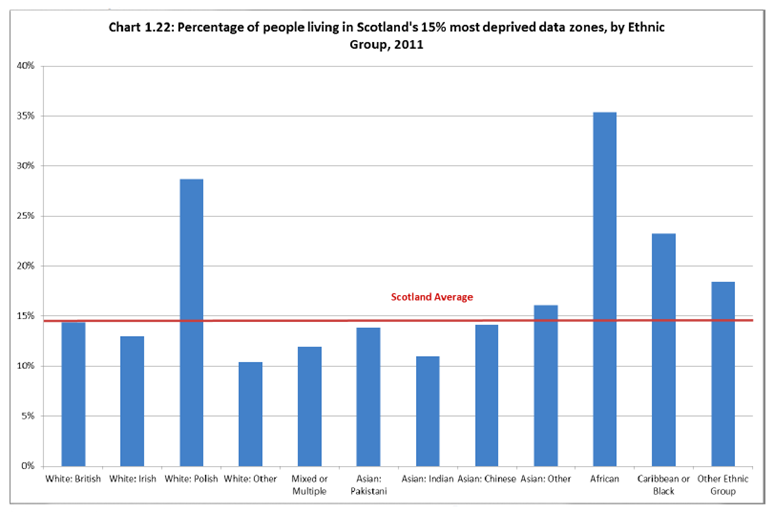 Chart 1.22: Percentage of people living in Scotland's 15% most deprived data zones, by Ethnic
Group, 2011
40%
35%
30%
25%
20%
15%
10%
5%
0%
Scotland Average
White: British
White: Irish
White: Polish
White: Other
Mixed or
Multiple
Asian:
Pakistani
Asian: Indian
Asian: Chinese
Asian: Other
African
Caribbean or
Black
Other Ethnic
Group